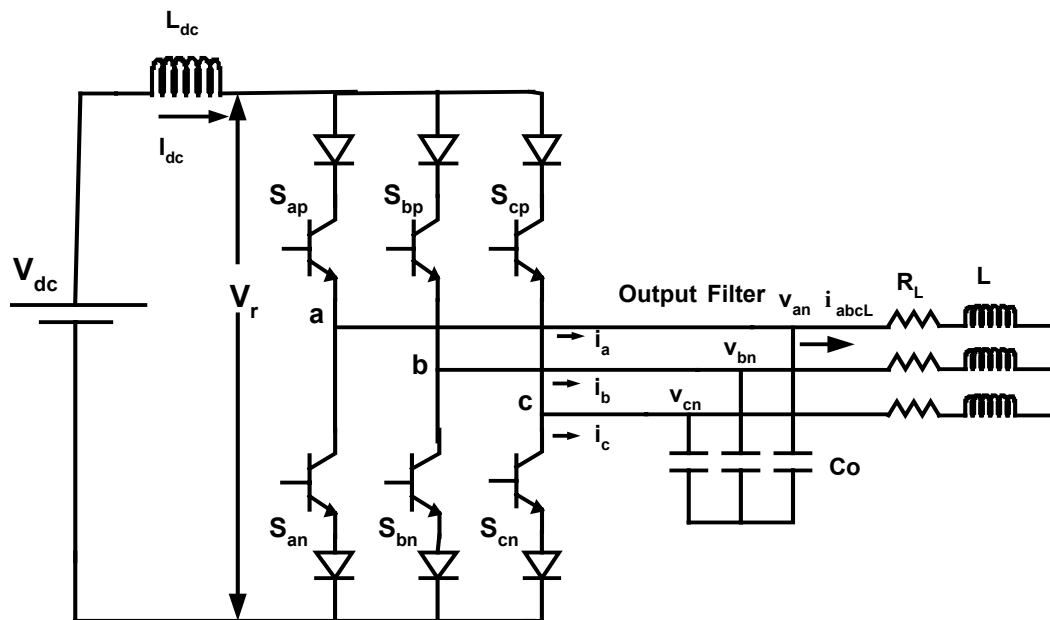 L_dc
I_dc
S_ap
S_bp
S_cp
V_dc
V_r
a
Output Filter
v_an
i_abcL
R_L
L
i_a
v_bn
b
i_b
v_cn
c
i_c
Co
S_an
S_bn
S_cn